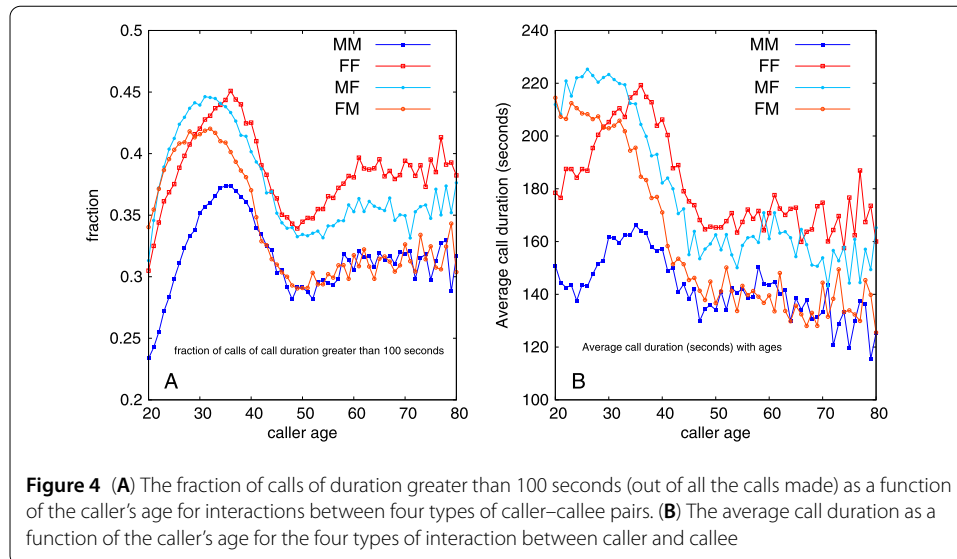 0.5
0.45
0.4
0.35
0.3
0.25
0.2
fraction
MM
FF
MF
FM
fraction of calls of call duration greater than 100 seconds
A
20 30 40 50 60 70 80
caller age
240
220
200
180
160
140
120
100
Average call duration (seconds)
MM
FF
MF
FM
Average call duration (seconds) with ages
B
20 30 40 50 60 70 80
caller age
Figure 4 (A) The fraction of calls of duration greater than 100 seconds (out of all the calls made) as a function
of the caller's age for interactions between four types of caller–callee pairs. (B) The average call duration as a
function of the caller's age for the four types of interaction between caller and callee